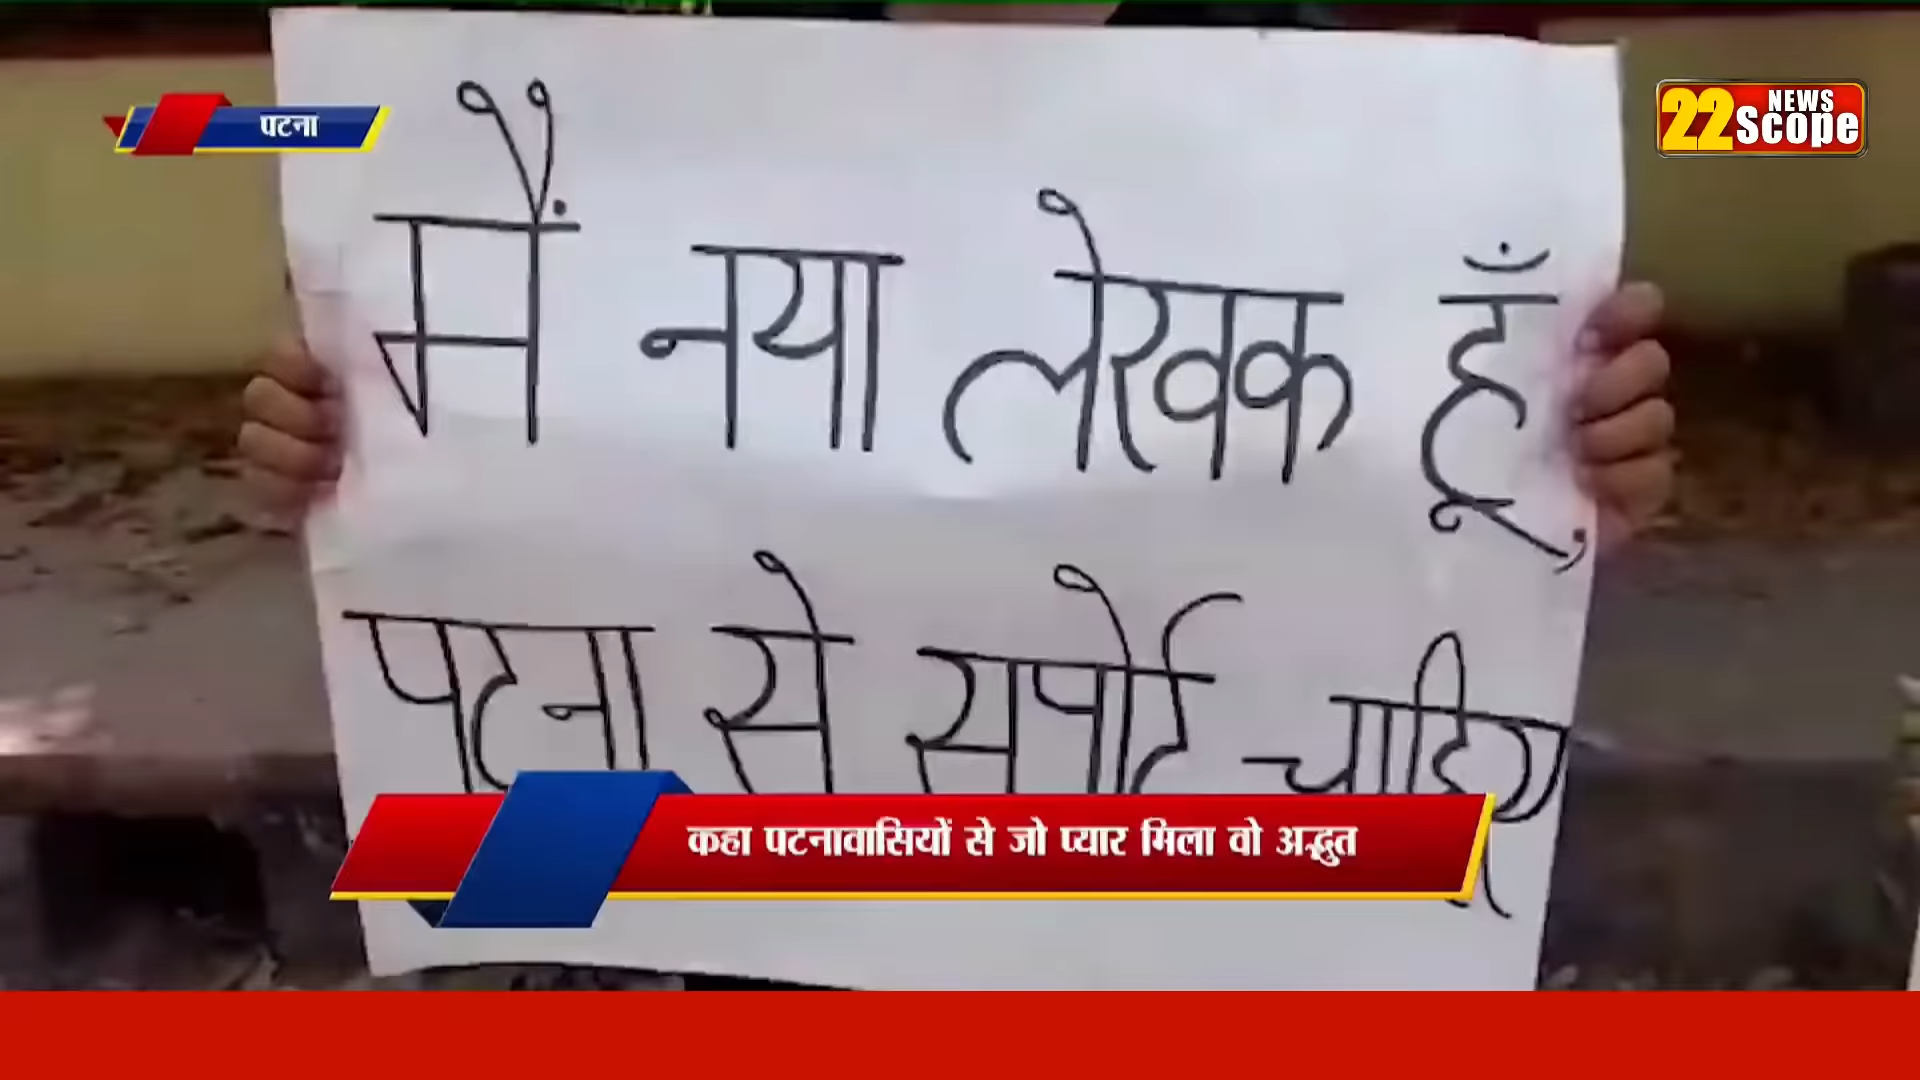 पटना
22 NEWS Scope
मैं नया लेखक हूँ,
पटना से सपोर्ट चाहिए
कहा पटनावासियों से जो प्यार मिला वो अद्भुत